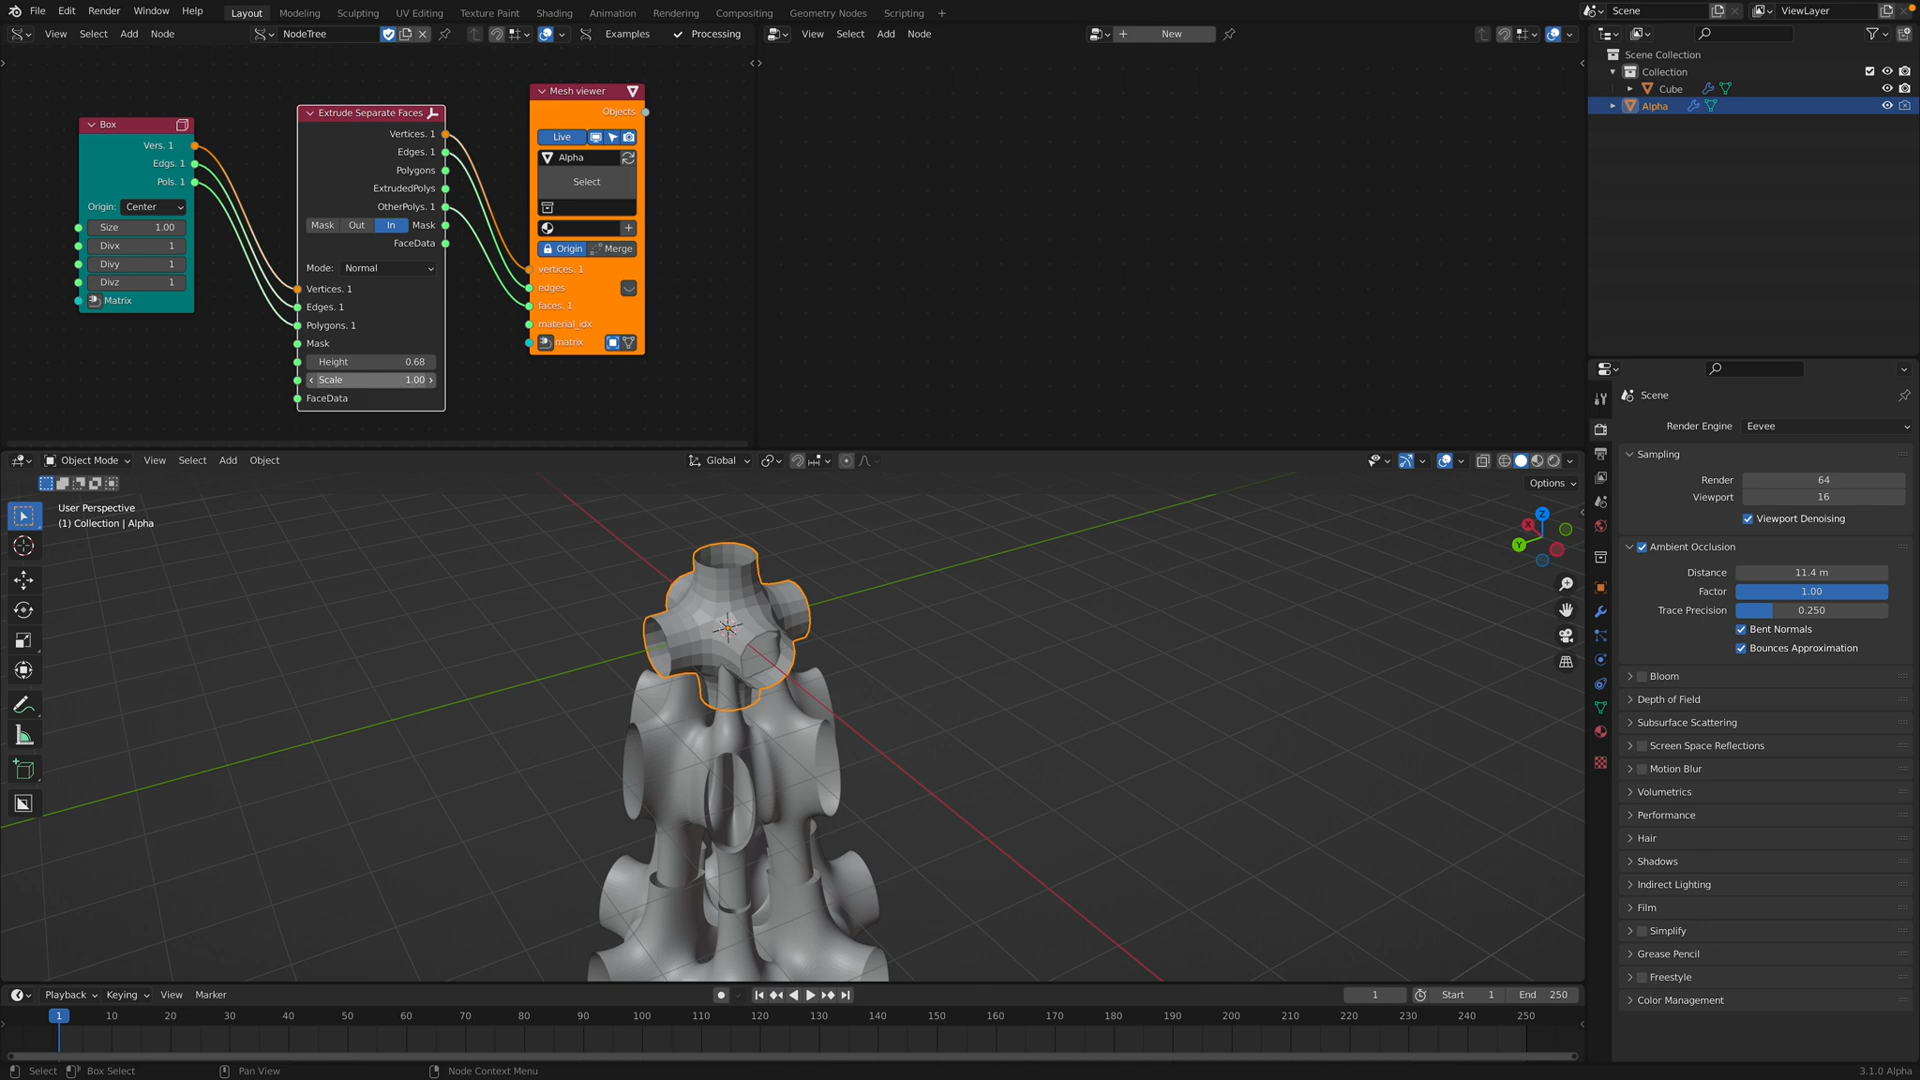 File Edit Render Window Help Layout Modeling Sculpting UV Editing Texture Paint Shading Animation Rendering Compositing Geometry Nodes Scripting + Scene ViewLayer
View Select Add Node NodeTree Examples Processing View Select Add Node + New
Scene Collection
Collection
Cube
Alpha
Box
Vers. 1
Edgs. 1
Pols. 1
Origin: Center
Size 1.00
Divx 1
Divy 1
Divz 1
Matrix
Extrude Separate Faces
Vertices. 1
Edges. 1
Polygons
ExtrudedPolys
OtherPolys. 1
Mask Out In Mask
FaceData
Mode: Normal
Vertices. 1
Edges. 1
Polygons. 1
Mask
Height 0.68
Scale 1.00
FaceData
Mesh viewer
Objects
Live
Alpha
Select
Origin Merge
vertices. 1
edges
faces. 1
material_idx
matrix
Scene
Render Engine Eevee
Sampling
Render 64
Viewport 16
Viewport Denoising
Ambient Occlusion
Distance 11.4 m
Factor 1.00
Trace Precision 0.250
Bent Normals
Bounces Approximation
Bloom
Depth of Field
Subsurface Scattering
Screen Space Reflections
Motion Blur
Volumetrics
Performance
Hair
Shadows
Indirect Lighting
Film
Simplify
Grease Pencil
Freestyle
Color Management
Object Mode View Select Add Object Global
Options
User Perspective
(1) Collection | Alpha
Z
X
Y
Playback Keying View Marker 1 Start 1 End 250
1 10 20 30 40 50 60 70 80 90 100 110 120 130 140 150 160 170 180 190 200 210 220 230 240 250
Select Box Select Pan View Node Context Menu 3.1.0 Alpha